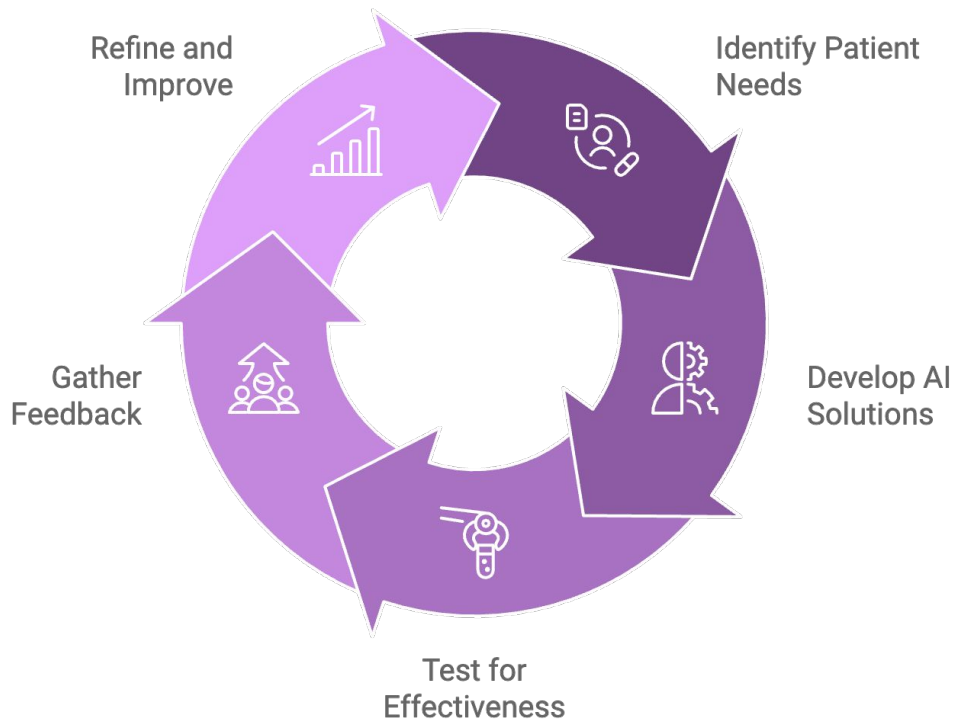 Refine and
Improve
Identify Patient
Needs
Gather
Feedback
Develop AI
Solutions
Test for
Effectiveness